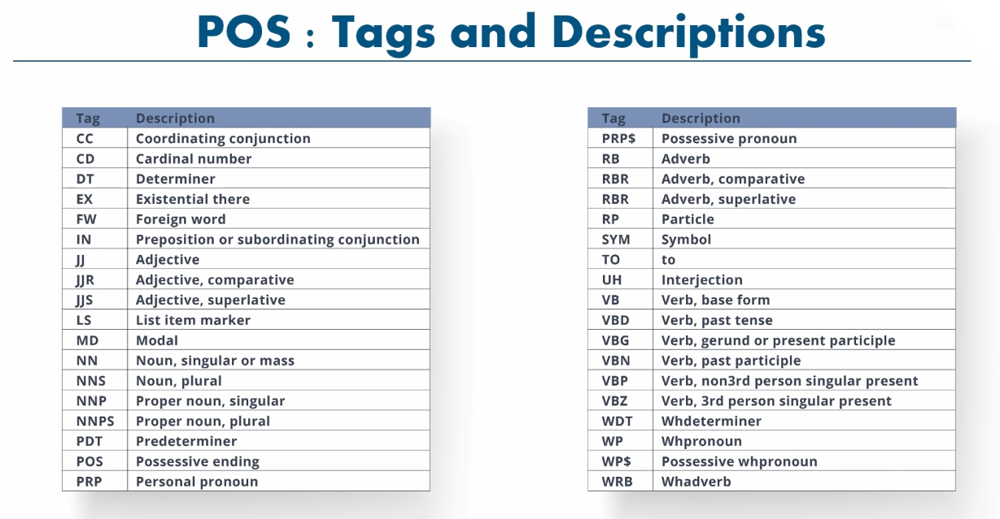 POS : Tags and Descriptions
Tag Description
CC Coordinating conjunction
CD Cardinal number
DT Determiner
EX Existential there
FW Foreign word
IN Preposition or subordinating conjunction
JJ Adjective
JJR Adjective, comparative
JJS Adjective, superlative
LS List item marker
MD Modal
NN Noun, singular or mass
NNS Noun, plural
NNP Proper noun, singular
NNPS Proper noun, plural
PDT Predeterminer
POS Possessive ending
PRP Personal pronoun
Tag Description
PRP$ Possessive pronoun
RB Adverb
RBR Adverb, comparative
RBR Adverb, superlative
RP Particle
SYM Symbol
TO to
UH Interjection
VB Verb, base form
VBD Verb, past tense
VBG Verb, gerund or present participle
VBN Verb, past participle
VBP Verb, non3rd person singular present
VBZ Verb, 3rd person singular present
WDT Whdeterminer
WP Whpronoun
WP$ Possessive whpronoun
WRB Whadverb